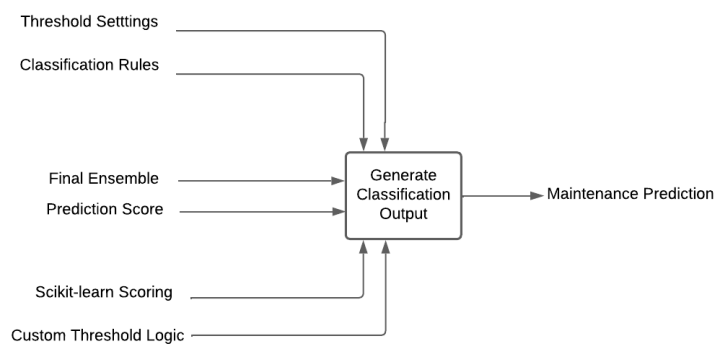 Threshold Setttings
Classification Rules
Final Ensemble
Prediction Score
Generate
Classification
Output
Maintenance Prediction
Scikit-learn Scoring
Custom Threshold Logic